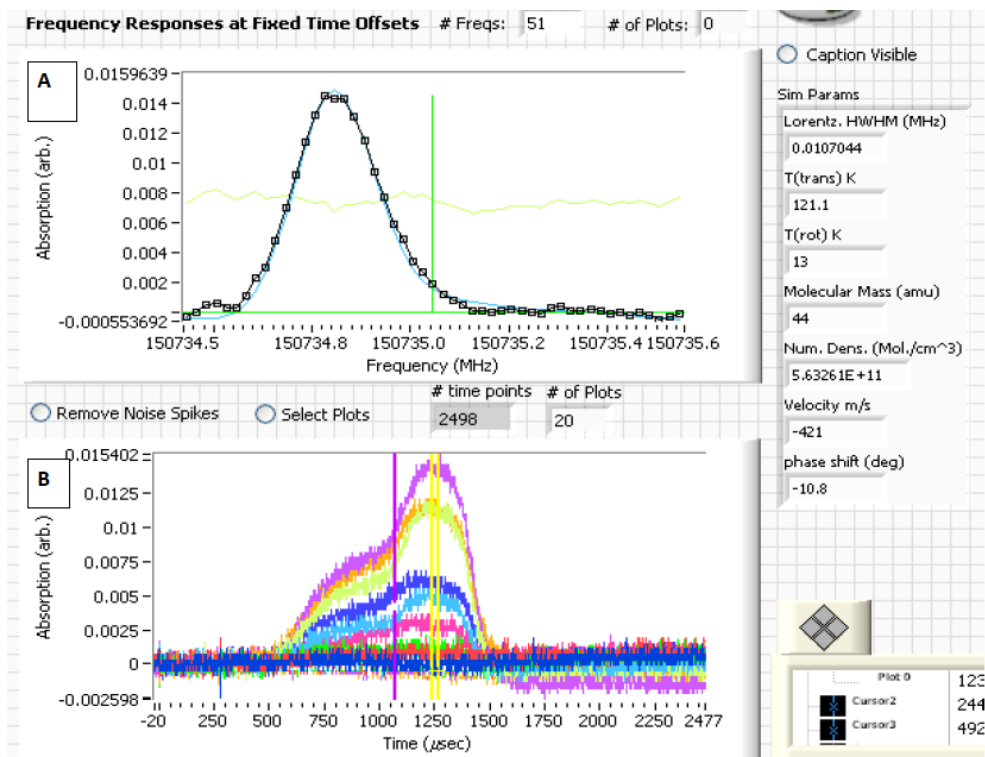 Frequency Responses at Fixed Time Offsets # Freqs: 51 # of Plots: 0
Caption Visible
Sim Params
Lorentz. HWHM (MHz)
0.0107044
T(trans) K
121.1
T(rot) K
13
Molecular Mass (amu)
44
Num. Dens. (Mol./cm^3)
5.63261E+11
Velocity m/s
-421
phase shift (deg)
-10.8
A
Absorption (arb.)
0.0159639
0.014
0.012
0.01
0.008
0.006
0.004
0.002
-0.000553692
150734.5 150734.8 150735.0 150735.2 150735.4 150735.6
Frequency (MHz)
Remove Noise Spikes Select Plots
# time points # of Plots
2498 20
B
Absorption (arb.)
0.015402
0.0125
0.01
0.0075
0.005
0.0025
0
-0.002598
-20 250 500 750 1000 1250 1500 1750 2000 2250 2477
Time (µsec)
Plot 0 123
Cursor2 244
Cursor3 492